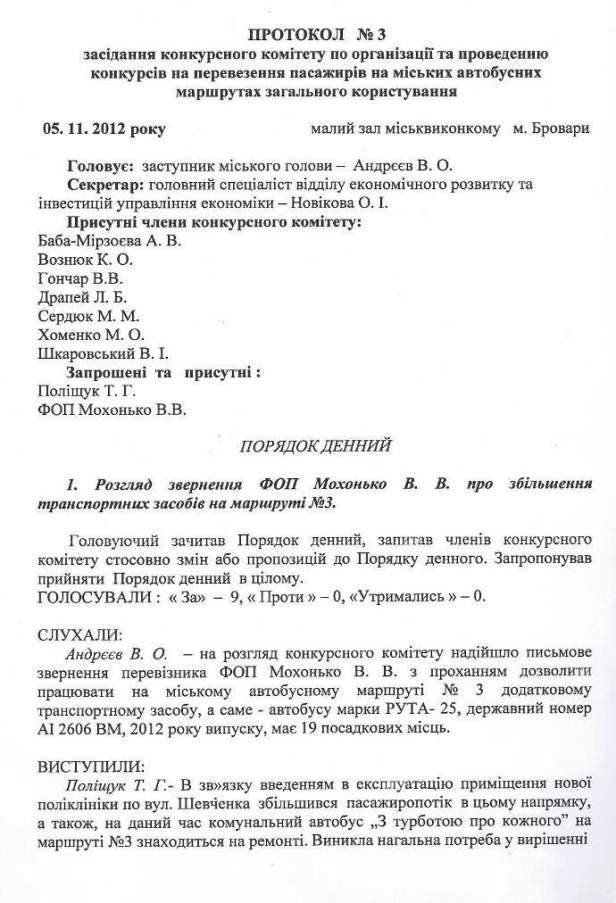 ПРОТОКОЛ № 3
засідання конкурсного комітету по організації та проведенню
конкурсів на перевезення пасажирів на міських автобусних
маршрутах загального користування
05. 11. 2012 року малий зал міськвиконкому м. Бровари
Головує: заступник міського голови – Андрєєв В. О.
Секретар: головний спеціаліст відділу економічного розвитку та
інвестицій управління економіки – Новікова О. І.
Присутні члени конкурсного комітету:
Баба-Мірзоєва А. В.
Вознюк К. О.
Гончар В.В.
Драпей Л. Б.
Сердюк М. М.
Хоменко М. О.
Шкаровський В. І.
Запрошені та присутні :
Поліщук Т. Г.
ФОП Мохонько В.В.
ПОРЯДОК ДЕННИЙ
1. Розгляд звернення ФОП Мохонько В. В. про збільшення
транспортних засобів на маршруті №3.
Головуючий зачитав Порядок денний, запитав членів конкурсного
комітету стосовно змін або пропозицій до Порядку денного. Запропонував
прийняти Порядок денний в цілому.
ГОЛОСУВАЛИ : « За» – 9, « Проти » – 0, «Утримались » – 0.
СЛУХАЛИ:
Андрєєв В. О. – на розгляд конкурсного комітету надійшло письмове
звернення перевізника ФОП Мохонько В. В. з проханням дозволити
працювати на міському автобусному маршруті № 3 додатковому
транспортному засобу, а саме - автобусу марки РУТА- 25, державний номер
АІ 2606 ВМ, 2012 року випуску, має 19 посадкових місць.
ВИСТУПИЛИ:
Поліщук Т. Г.- В зв»язку введенням в експлуатацію приміщення нової
поліклініки по вул. Шевченка збільшився пасажиропотік в цьому напрямку,
а також, на даний час комунальний автобус „З турботою про кожного” на
маршруті №3 знаходиться на ремонті. Виникла нагальна потреба у вирішенні